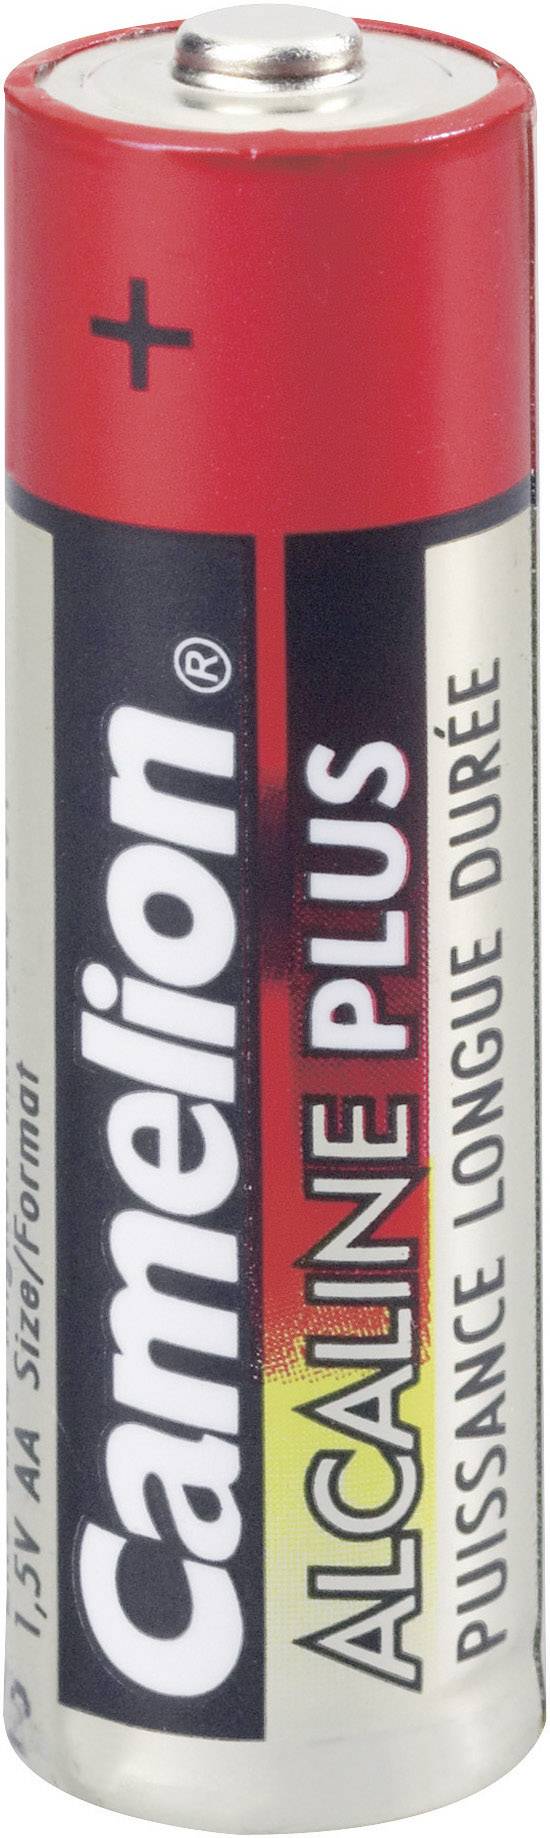 +
Camelion®
ALCALINE PLUS
PUISSANCE LONGUE DURÉE
1,5V AA Size/Format